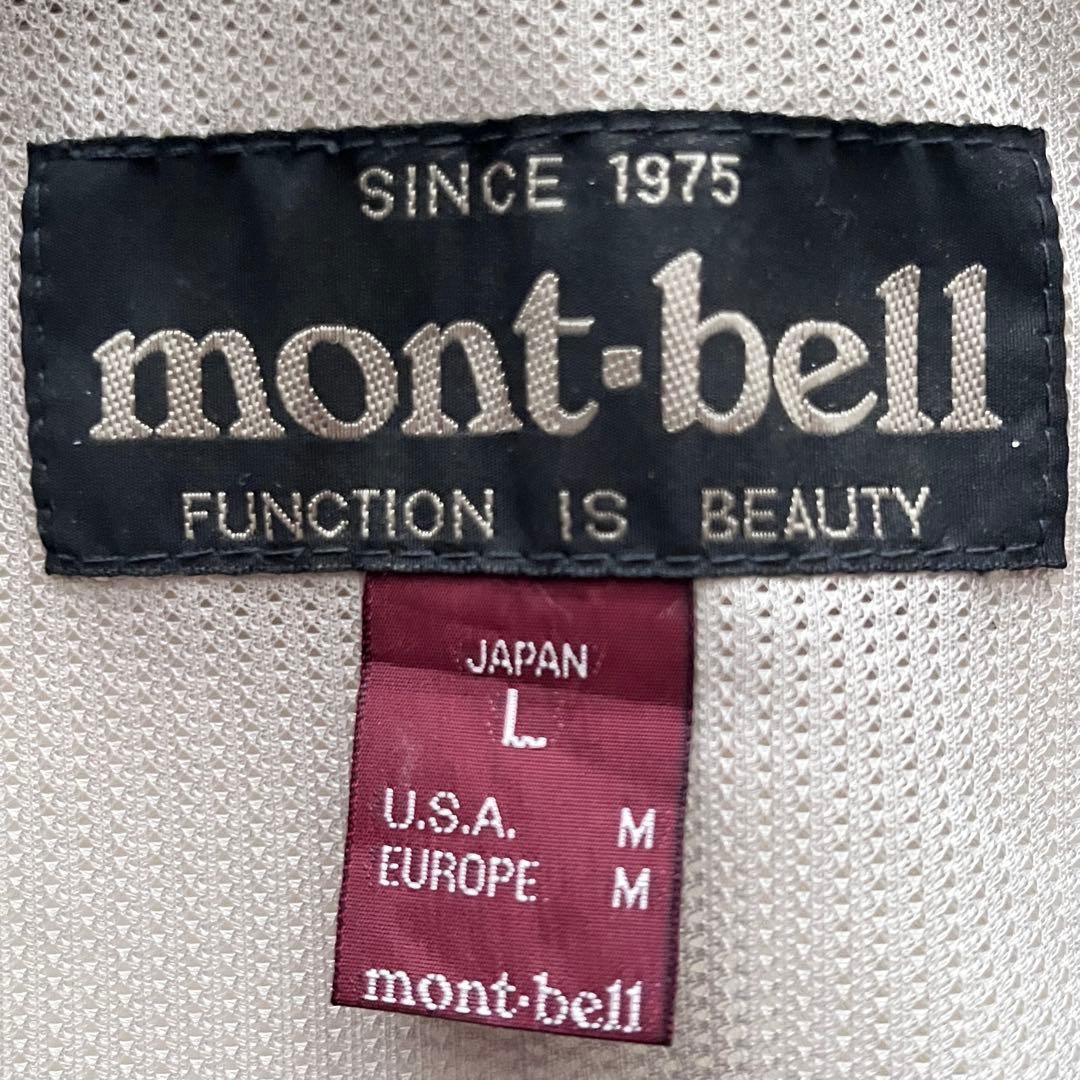 SINCE 1975
mont-bell
FUNCTION IS BEAUTY
JAPAN
L
U.S.A. M
EUROPE M
mont-bell